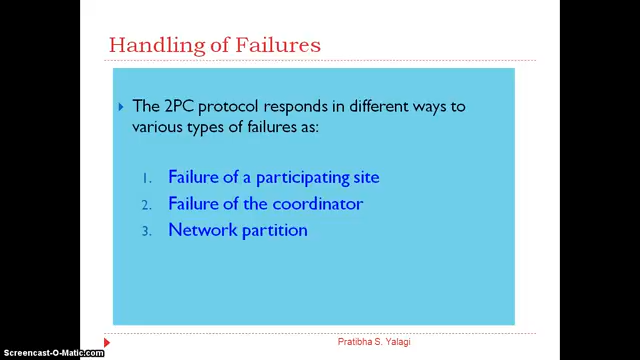 Handling of Failures
The 2PC protocol responds in different ways to
various types of failures as:
1. Failure of a participating site
2. Failure of the coordinator
3. Network partition
Pratibha S. Yalagi
Screencast-O-Matic.com